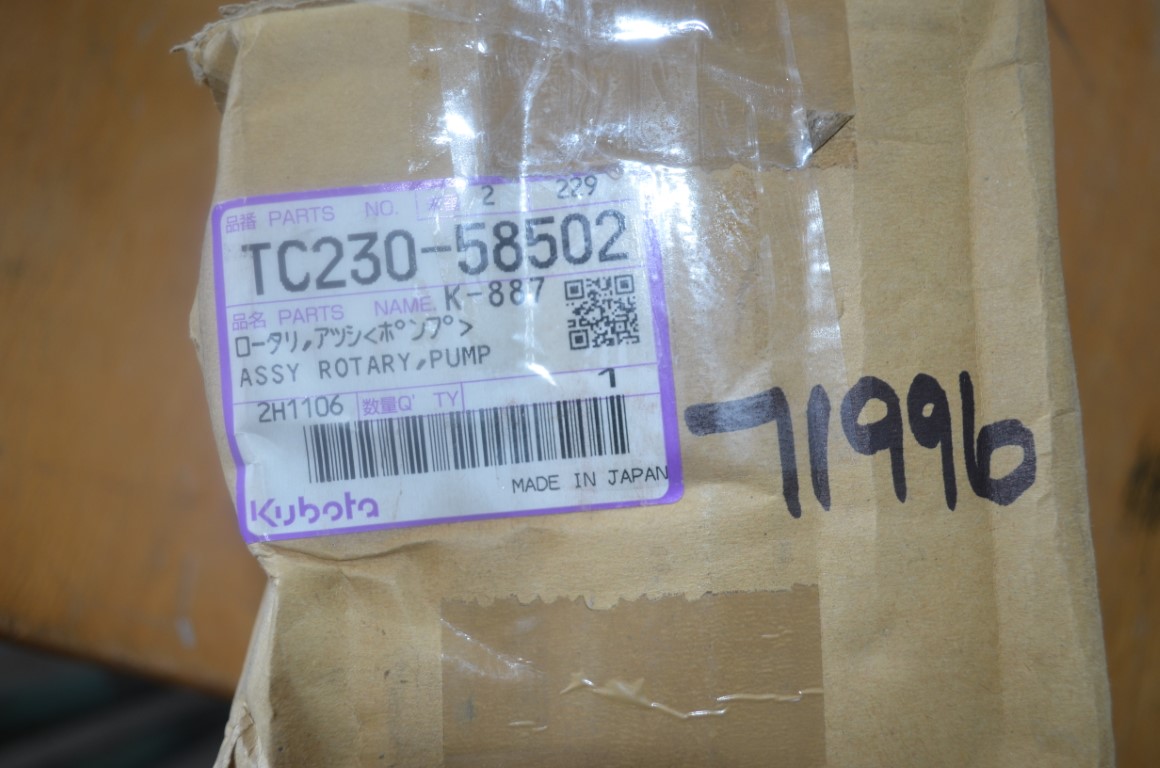 2 229
品番 PARTS NO.
TC230-58502
品名 PARTS NAME K-887
ロータリ,アツシ<ポンプ>
ASSY ROTARY,PUMP
1
2H1106 数量Q' TY
MADE IN JAPAN
Kubota
71996